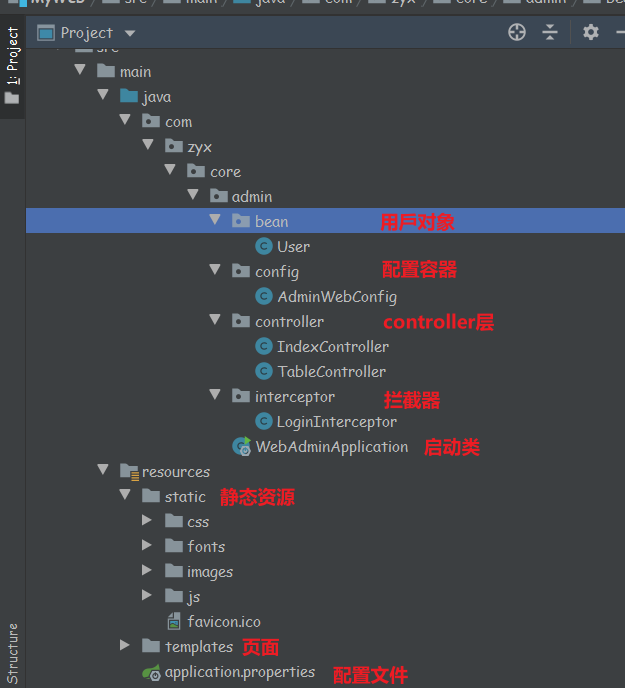 MyWeb src main java com zyx core admin
1: Project
Project
src
main
java
com
zyx
core
admin
bean 用戶对象
User
config 配置容器
AdminWebConfig
controller controller层
IndexController
TableController
interceptor 拦截器
LoginInterceptor
WebAdminApplication 启动类
resources
static 静态资源
css
fonts
images
js
favicon.ico
templates 页面
application.properties 配置文件
Structure